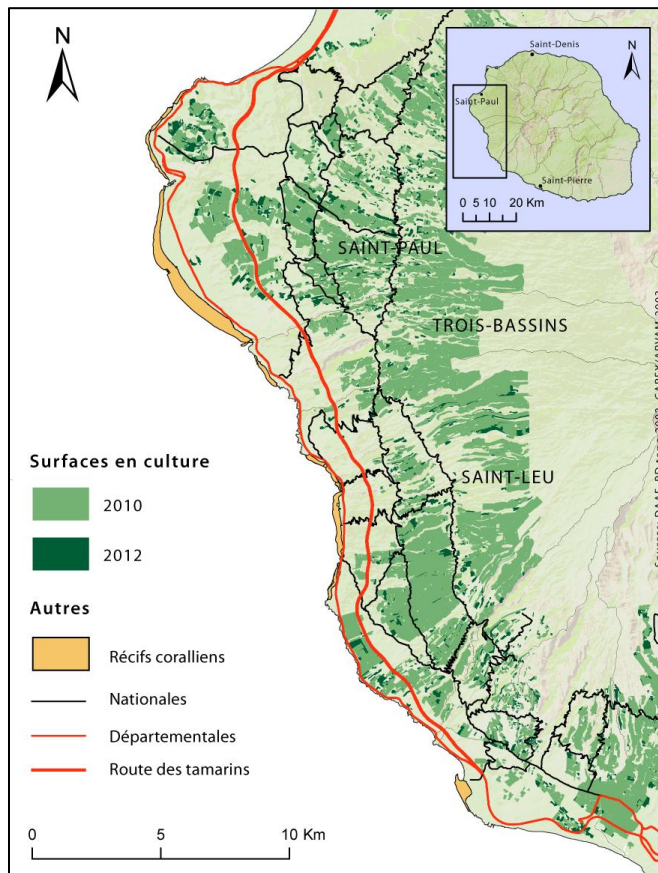 N
Saint-Denis
N
Saint-Paul
Saint-Pierre
0 5 10 20 Km
SAINT-PAUL
TROIS-BASSINS
SAINT-LEU
Surfaces en culture
2010
2012
Autres
Récifs coralliens
Nationales
Départementales
Route des tamarins
0 5 10 Km